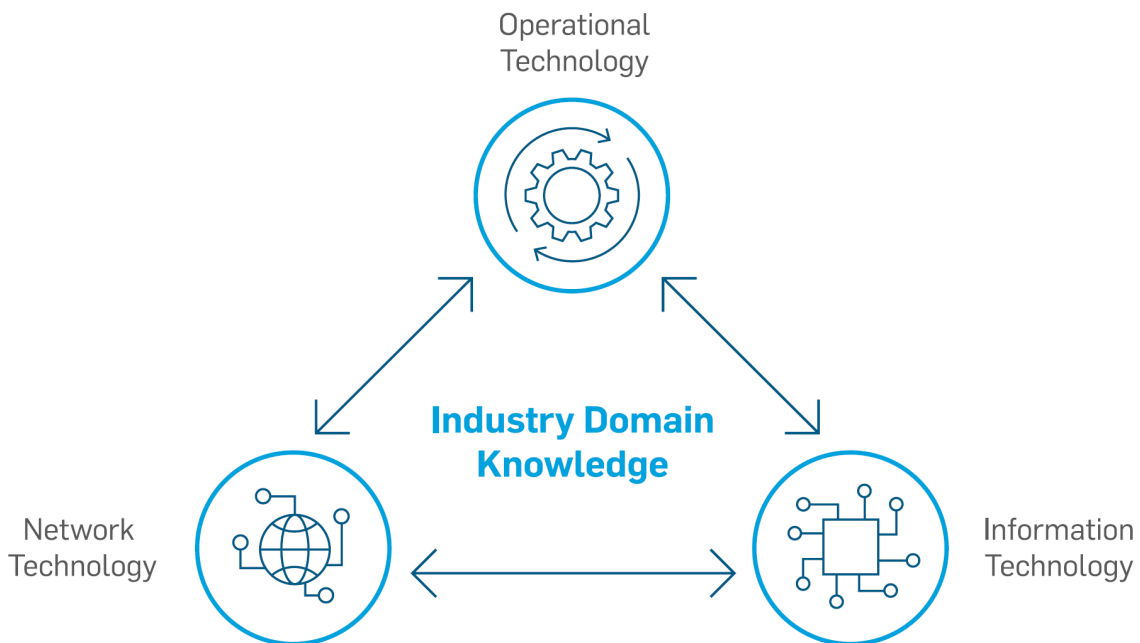 Operational
Technology
Industry Domain
Knowledge
Network
Technology
Information
Technology